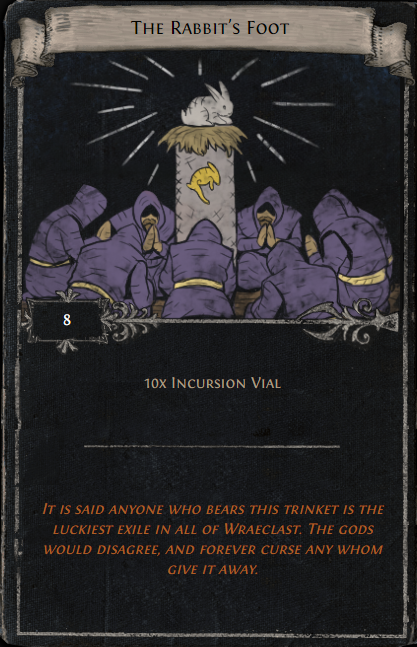 The Rabbit's Foot
8
10x Incursion Vial
It is said anyone who bears this trinket is the
luckiest exile in all of Wraeclast. The gods
would disagree, and forever curse any whom
give it away.